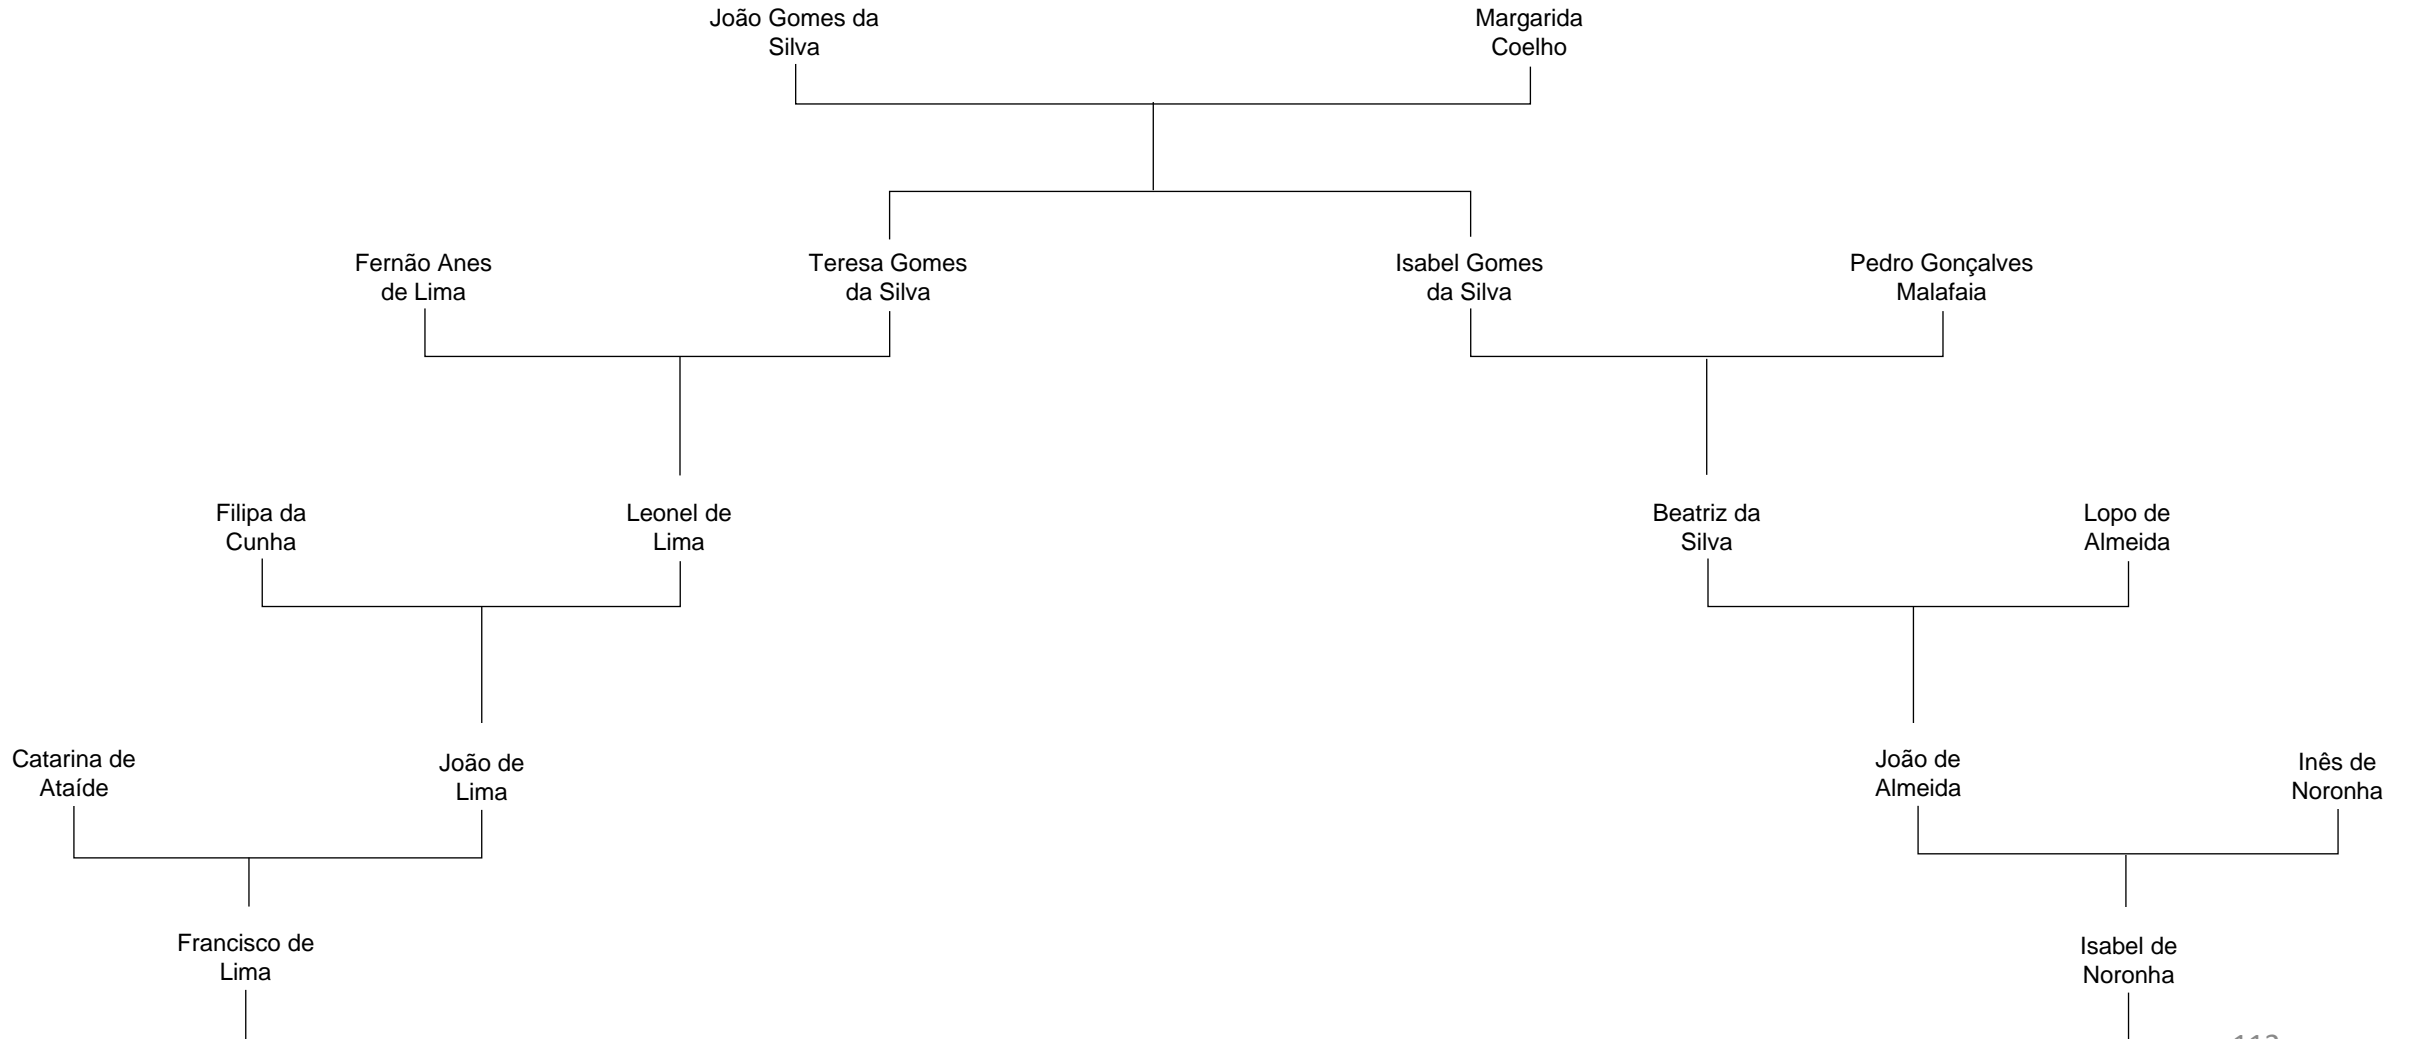 João Gomes da
Silva
Margarida
Coelho
Fernão Anes
de Lima
Teresa Gomes
da Silva
Isabel Gomes
da Silva
Pedro Gonçalves
Malafaia
Filipa da
Cunha
Leonel de
Lima
Beatriz da
Silva
Lopo de
Almeida
Catarina de
Ataíde
João de
Lima
João de
Almeida
Inês de
Noronha
Francisco de
Lima
Isabel de
Noronha